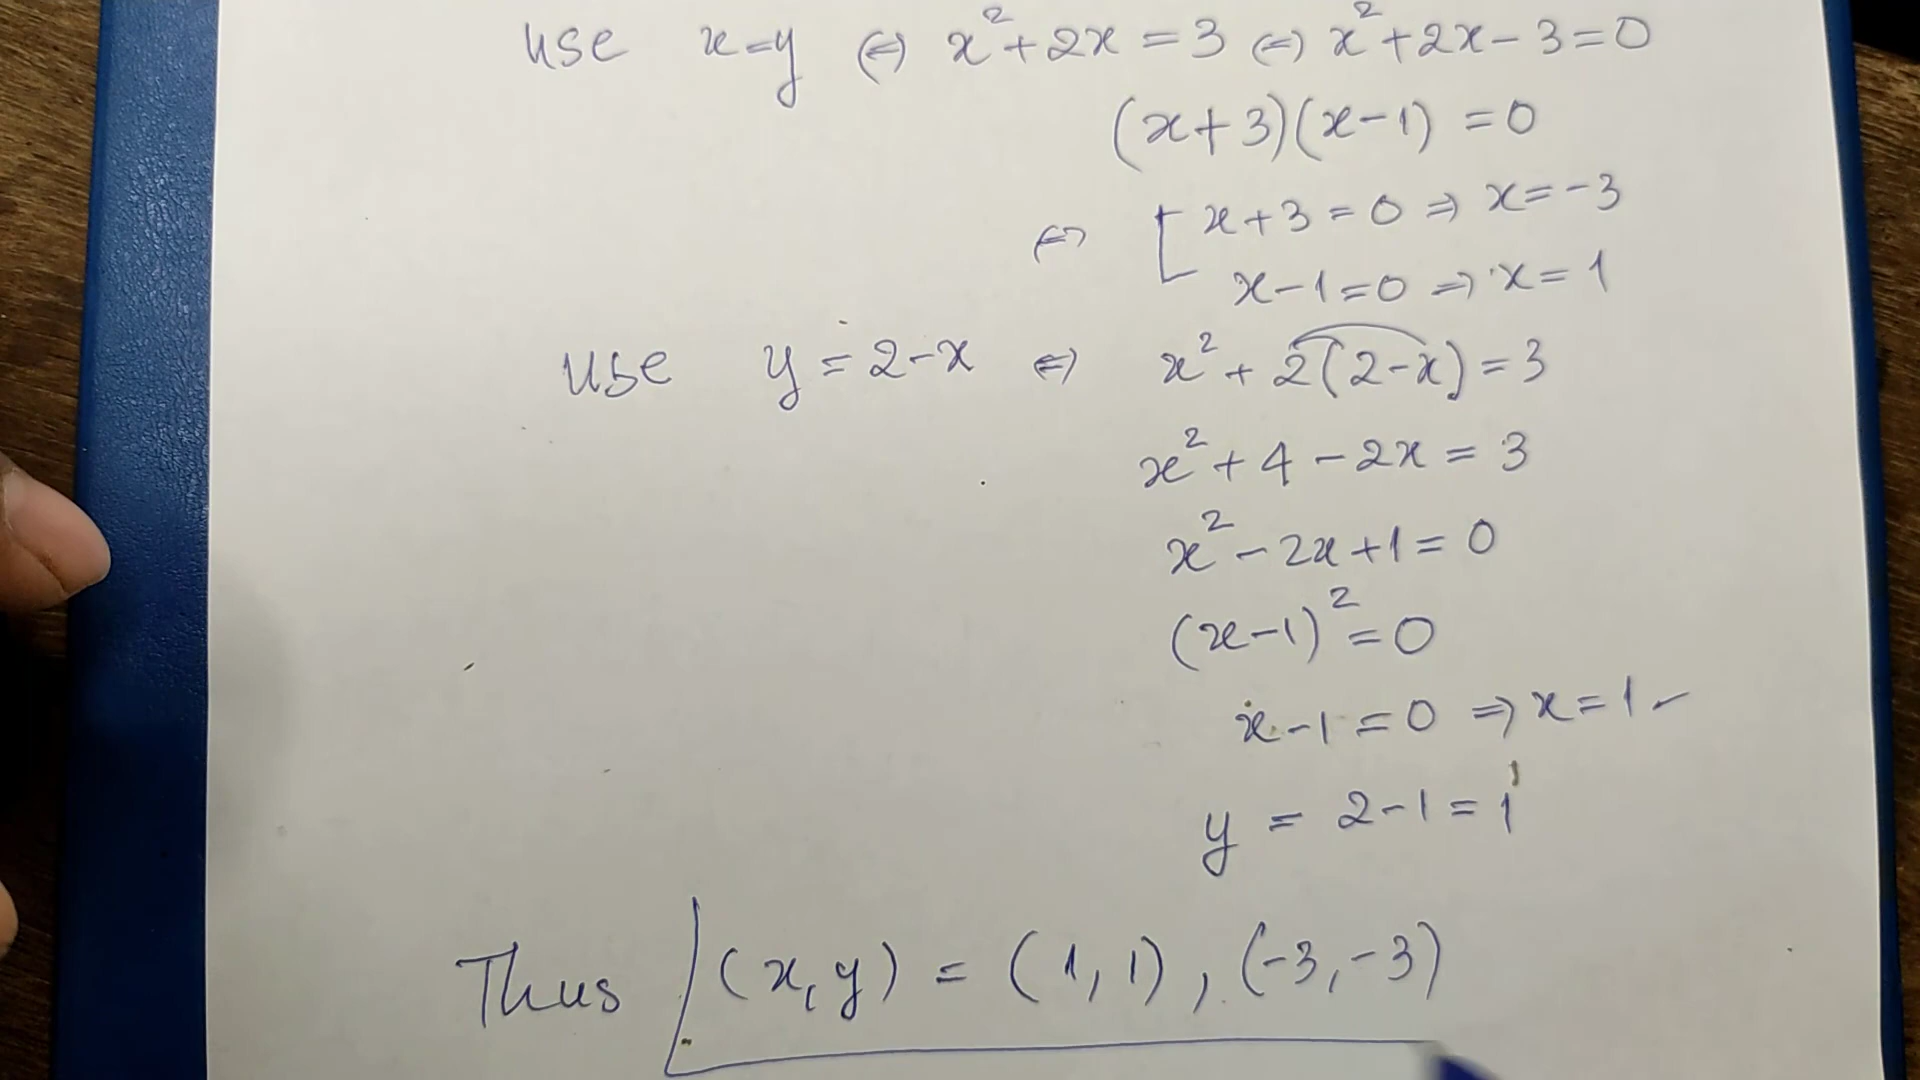 use x=y ⇔ x²+2x=3 ⇔ x²+2x-3=0
(x+3)(x-1)=0
⇔ [ x+3=0 ⇒ x=-3
x-1=0 ⇒ x=1
use y=2-x ⇔ x²+2(2-x)=3
x²+4-2x=3
x²-2x+1=0
(x-1)²=0
x-1=0 ⇒ x=1
y=2-1=1
Thus (x,y)=(1,1),(-3,-3)